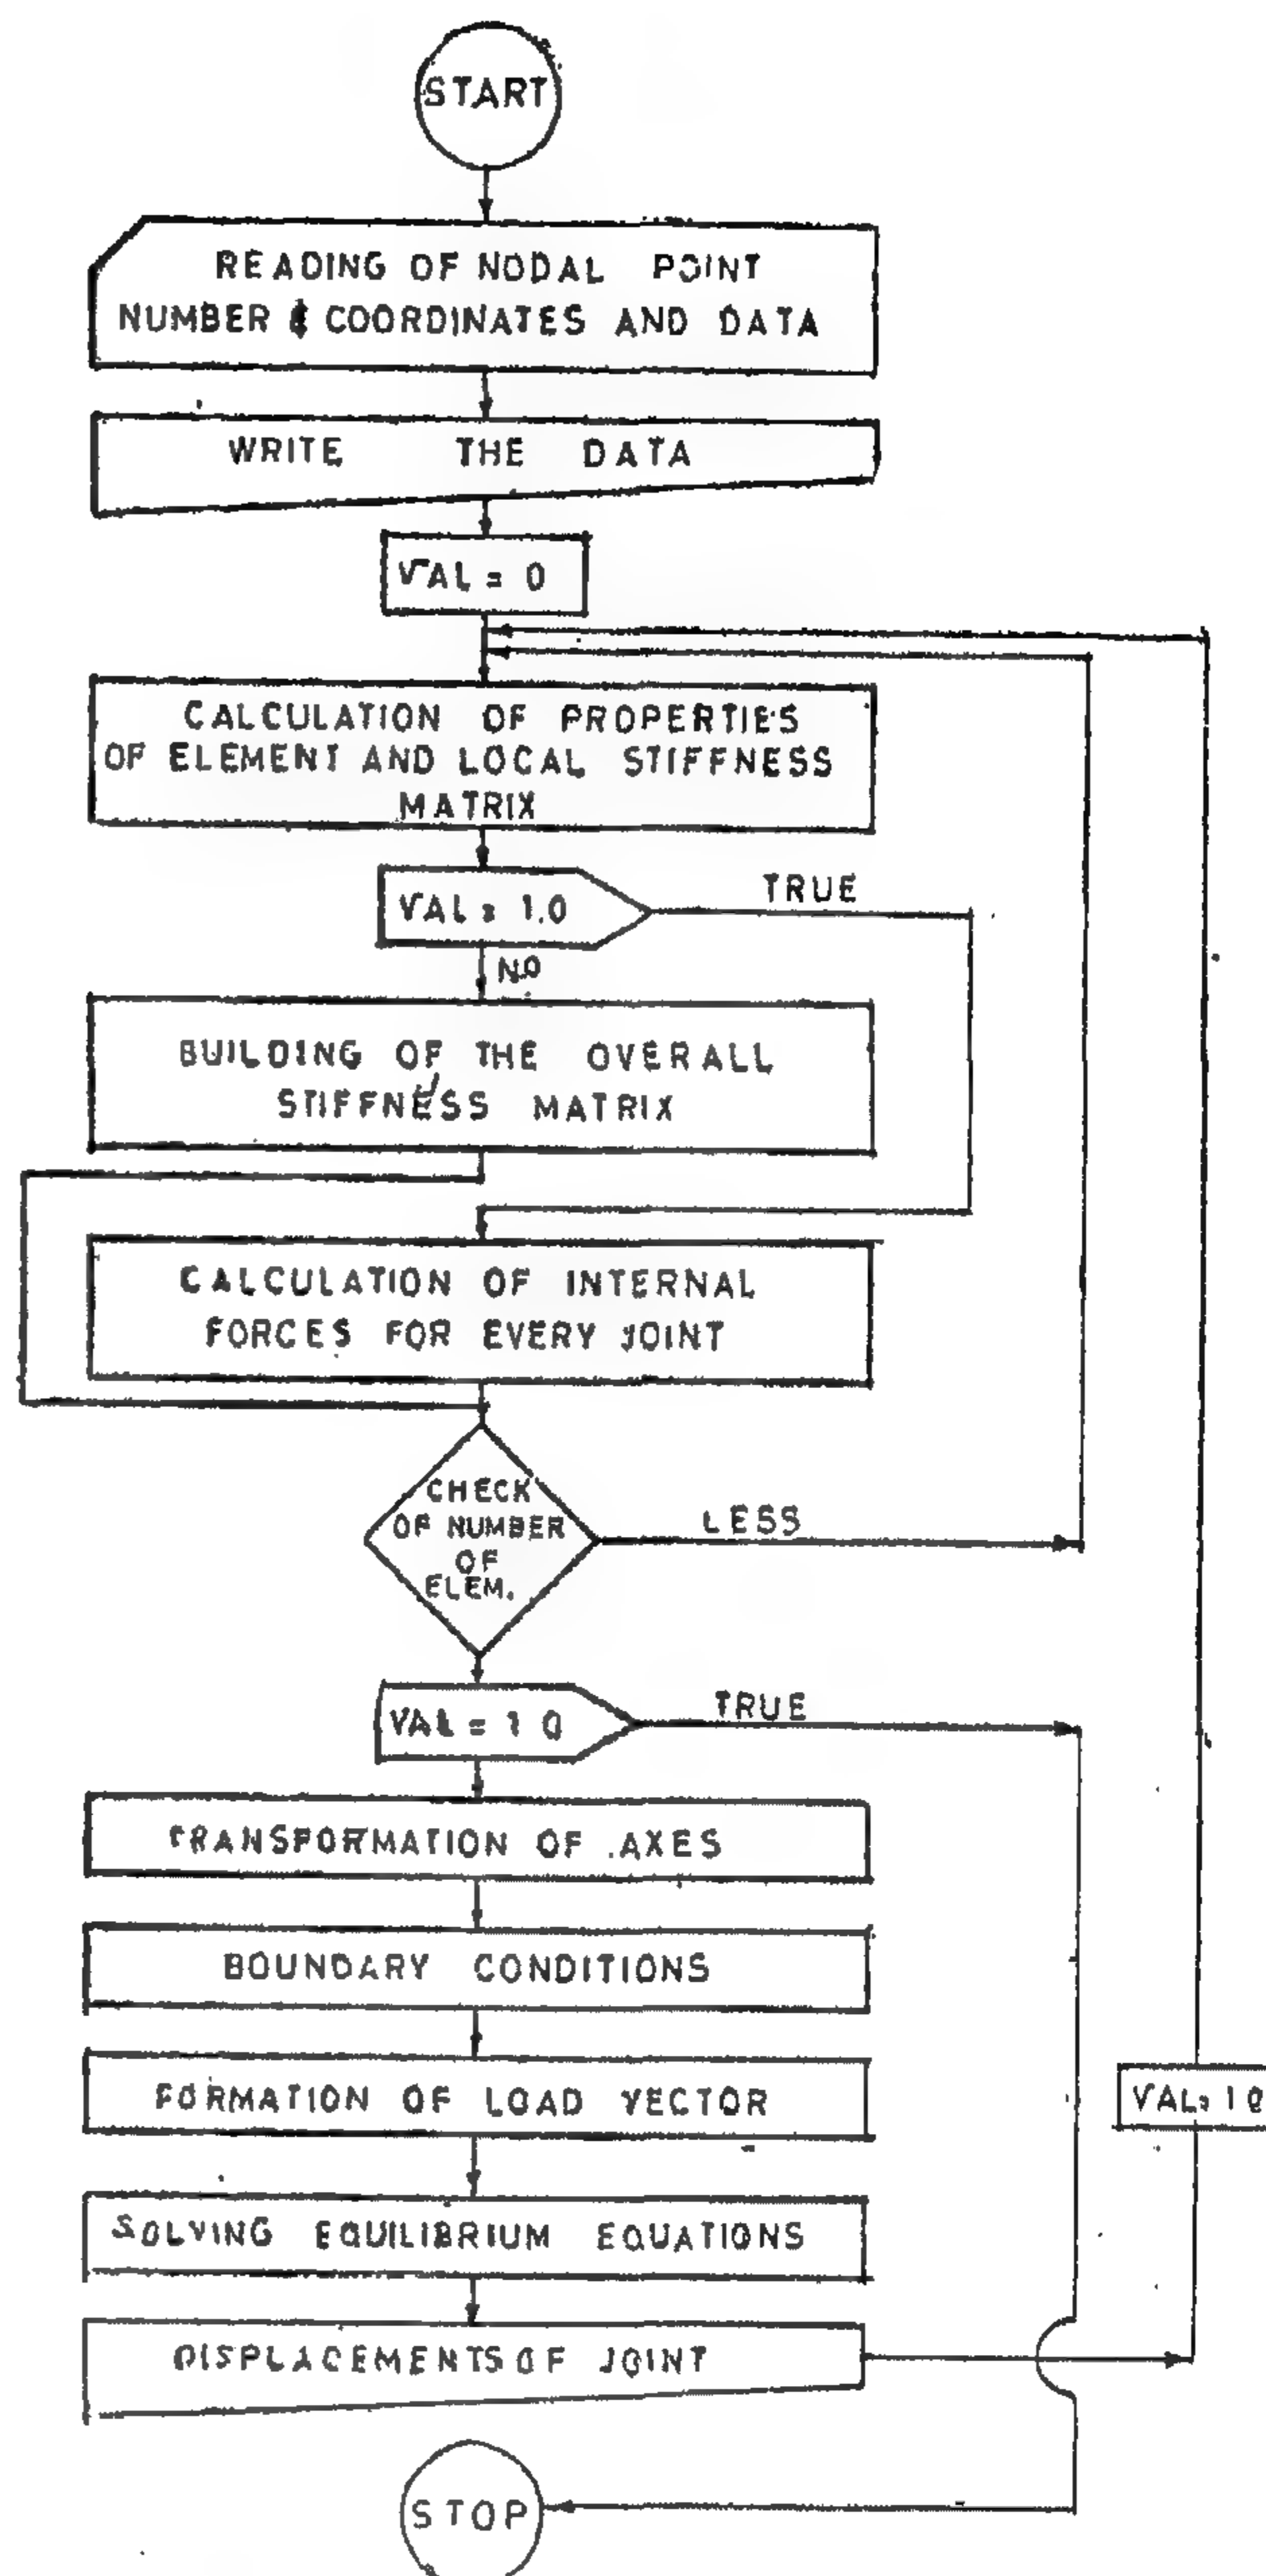 START
READING OF NODAL POINT
NUMBER & COORDINATES AND DATA
WRITE THE DATA
VAL = 0
CALCULATION OF PROPERTIES
OF ELEMENT AND LOCAL STIFFNESS
MATRIX
VAL = 1.0
TRUE
NO
BUILDING OF THE OVERALL
STIFFNESS MATRIX
CALCULATION OF INTERNAL
FORCES FOR EVERY JOINT
CHECK
OF NUMBER
OF
ELEM.
LESS
VAL = 1 0
TRUE
TRANSFORMATION OF AXES
BOUNDARY CONDITIONS
FORMATION OF LOAD VECTOR
VAL = 1 0
SOLVING EQUILIBRIUM EQUATIONS
DISPLACEMENTS OF JOINT
STOP